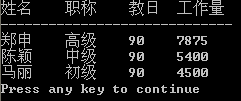 姓名 职称 教日 工作量
郑申 高级 90 7875
陈颖 中级 90 5400
马丽 初级 90 4500
Press any key to continue